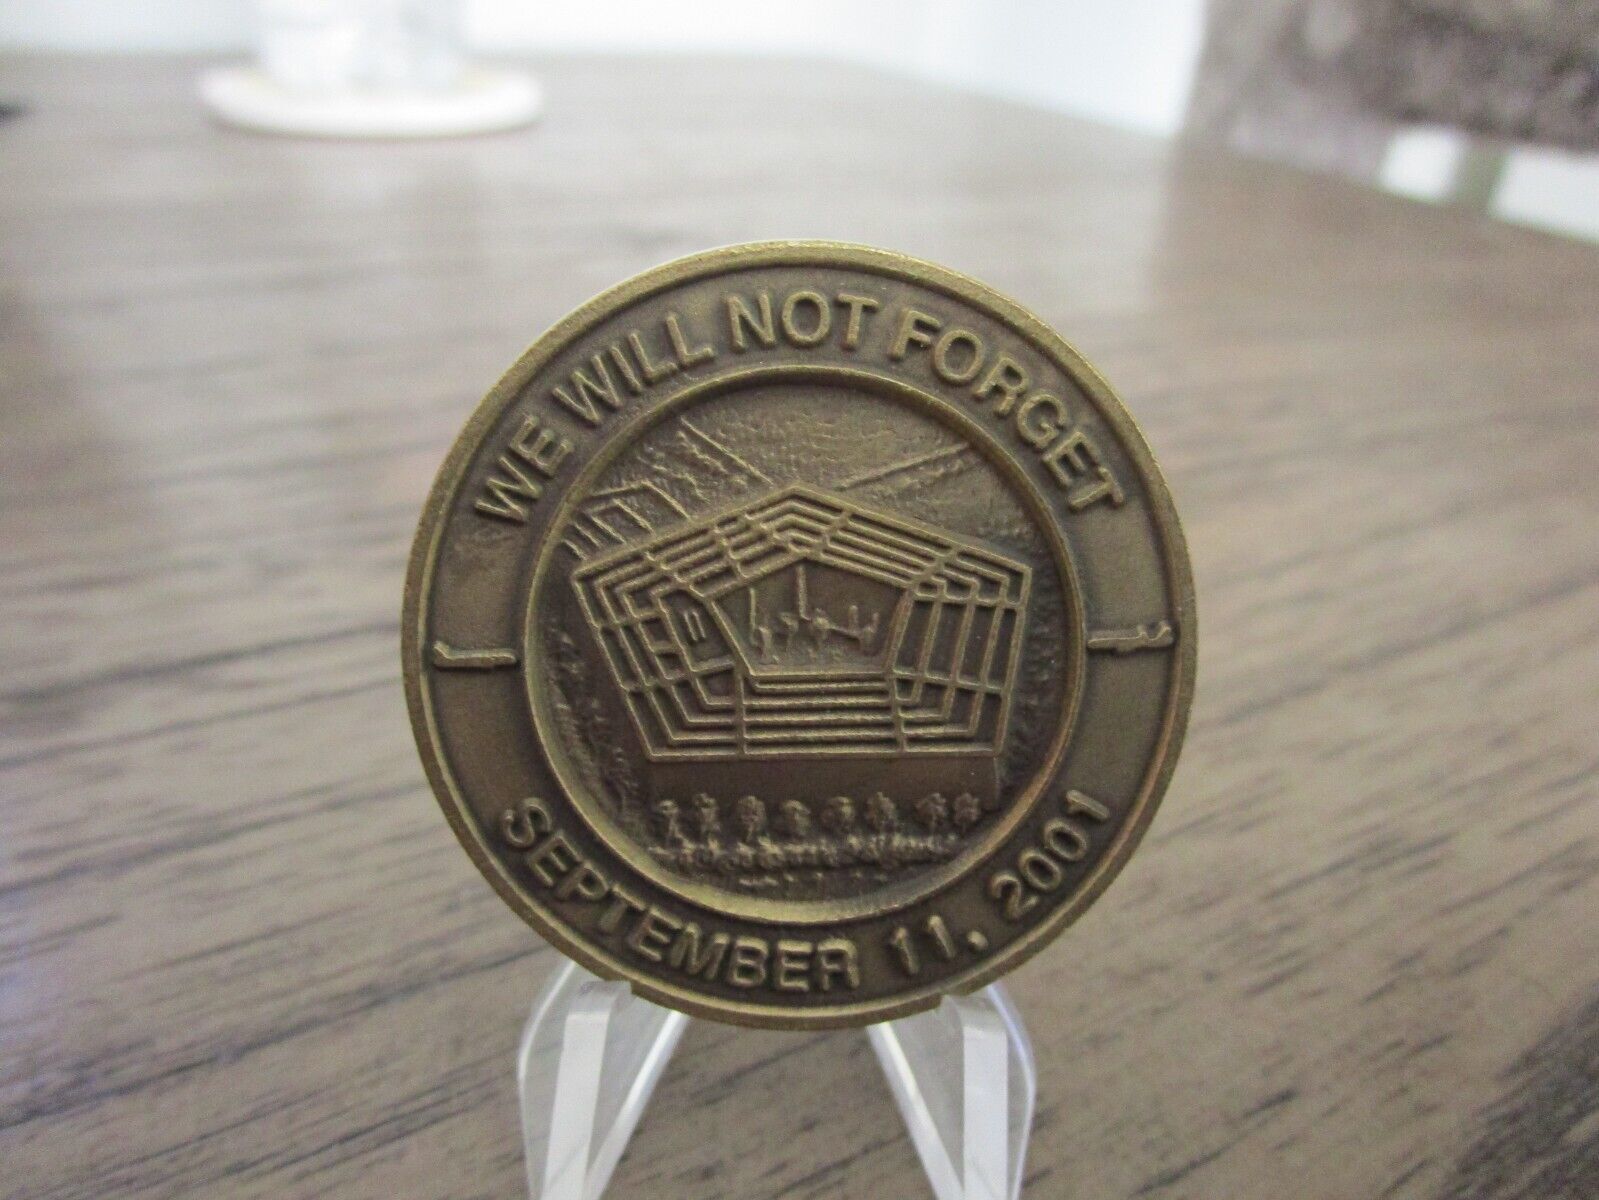 WE WILL NOT FORGET
SEPTEMBER 11, 2001